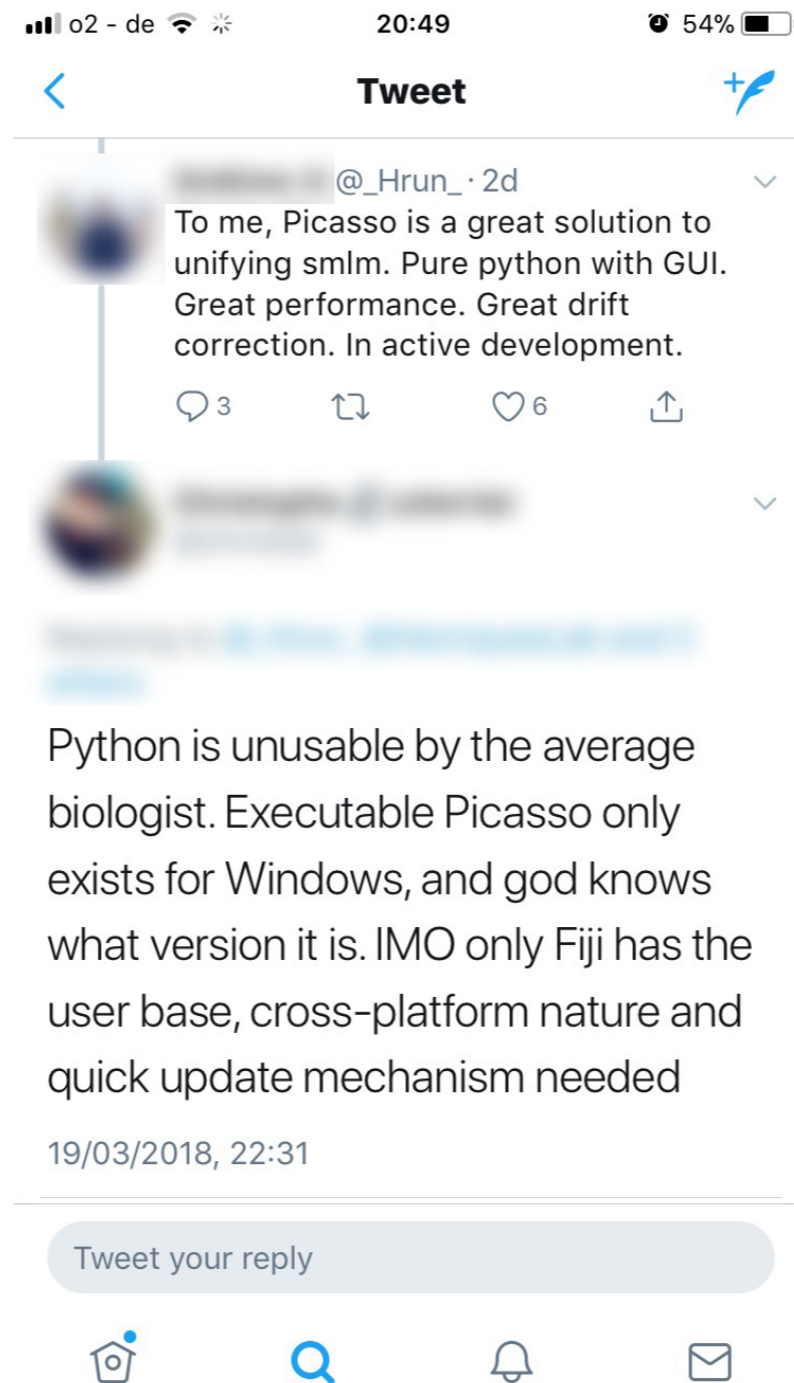 o2 - de 20:49 54%
Tweet
@_Hrun_ · 2d
To me, Picasso is a great solution to
unifying smlm. Pure python with GUI.
Great performance. Great drift
correction. In active development.
3 6
Python is unusable by the average
biologist. Executable Picasso only
exists for Windows, and god knows
what version it is. IMO only Fiji has the
user base, cross-platform nature and
quick update mechanism needed
19/03/2018, 22:31
Tweet your reply